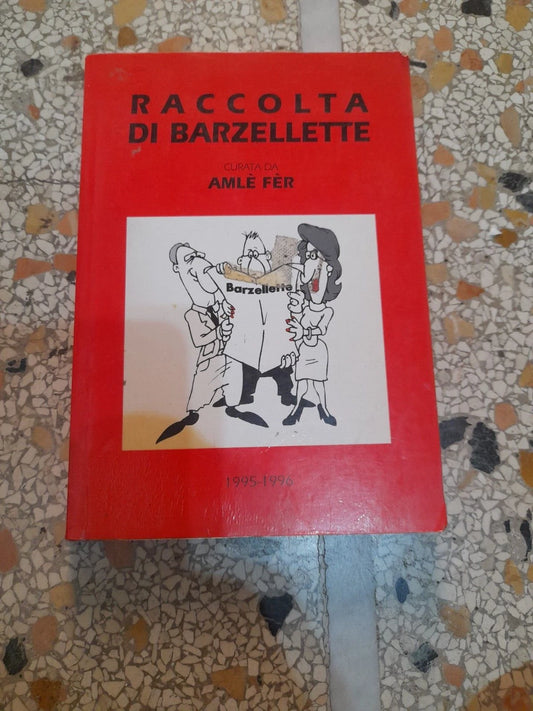 RACCOLTA
DI BARZELLETTE
CURATA DA
AMLÈ FÈR
Barzellette
1995-1996